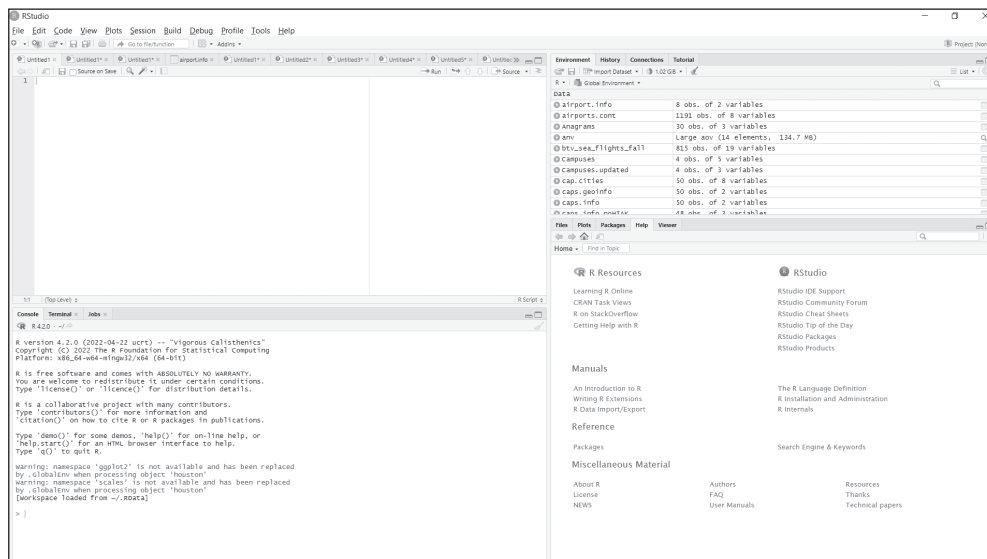 RStudio
File Edit Code View Plots Session Build Debug Profile Tools Help
Go to file/function Addins
Project: (Non
Untitled1 × Untitled1* × Untitled1* × airport.info × Untitled1* × Untitled2* × Untitled3* × Untitled4* × Untitled5* ×
Source on Save Run Source
1
1:1 (Top Level) R Script
Console Terminal × Jobs ×
R 4.2.0 · ~/
R version 4.2.0 (2022-04-22 ucrt) -- "Vigorous Calisthenics"
Copyright (C) 2022 The R Foundation for Statistical Computing
Platform: x86_64-w64-mingw32/x64 (64-bit)
R is free software and comes with ABSOLUTELY NO WARRANTY.
You are welcome to redistribute it under certain conditions.
Type 'license()' or 'licence()' for distribution details.
R is a collaborative project with many contributors.
Type 'contributors()' for more information and
'citation()' on how to cite R or R packages in publications.
Type 'demo()' for some demos, 'help()' for on-line help, or
'help.start()' for an HTML browser interface to help.
Type 'q()' to quit R.
Warning: namespace 'ggplot2' is not available and has been replaced
by .GlobalEnv when processing object 'houston'
Warning: namespace 'scales' is not available and has been replaced
by .GlobalEnv when processing object 'houston'
[Workspace loaded from ~/.RData]
>
Environment History Connections Tutorial
Import Dataset 1.02 GiB List
R Global Environment
Data
airport.info 8 obs. of 2 variables
airports.cont 1191 obs. of 8 variables
Anagrams 30 obs. of 3 variables
anv Large aov (14 elements, 134.7 MB)
btv_sea_flights_fall 815 obs. of 19 variables
Campuses 4 obs. of 5 variables
Campuses.updated 4 obs. of 3 variables
cap.cities 50 obs. of 8 variables
caps.geoinfo 50 obs. of 2 variables
caps.info 50 obs. of 2 variables
caps.info.noHIAK 48 obs. of 3 variables
Files Plots Packages Help Viewer
Home Find in Topic
R Resources RStudio
Learning R Online RStudio IDE Support
CRAN Task Views RStudio Community Forum
R on StackOverflow RStudio Cheat Sheets
Getting Help with R RStudio Tip of the Day
RStudio Packages
RStudio Products
Manuals
An Introduction to R The R Language Definition
Writing R Extensions R Installation and Administration
R Data Import/Export R Internals
Reference
Packages Search Engine & Keywords
Miscellaneous Material
About R Authors Resources
License FAQ Thanks
NEWS User Manuals Technical papers